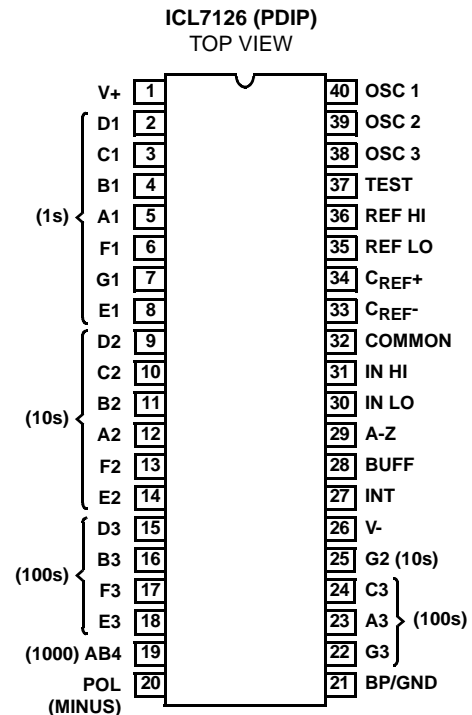 ICL7126 (PDIP)
TOP VIEW
V+ 1 40 OSC 1
D1 2 39 OSC 2
C1 3 38 OSC 3
B1 4 37 TEST
(1s) A1 5 36 REF HI
F1 6 35 REF LO
G1 7 34 CREF+
E1 8 33 CREF-
D2 9 32 COMMON
C2 10 31 IN HI
B2 11 30 IN LO
(10s) A2 12 29 A-Z
F2 13 28 BUFF
E2 14 27 INT
D3 15 26 V-
B3 16 25 G2 (10s)
(100s) F3 17 24 C3
E3 18 23 A3 (100s)
(1000) AB4 19 22 G3
POL 20 21 BP/GND
(MINUS)